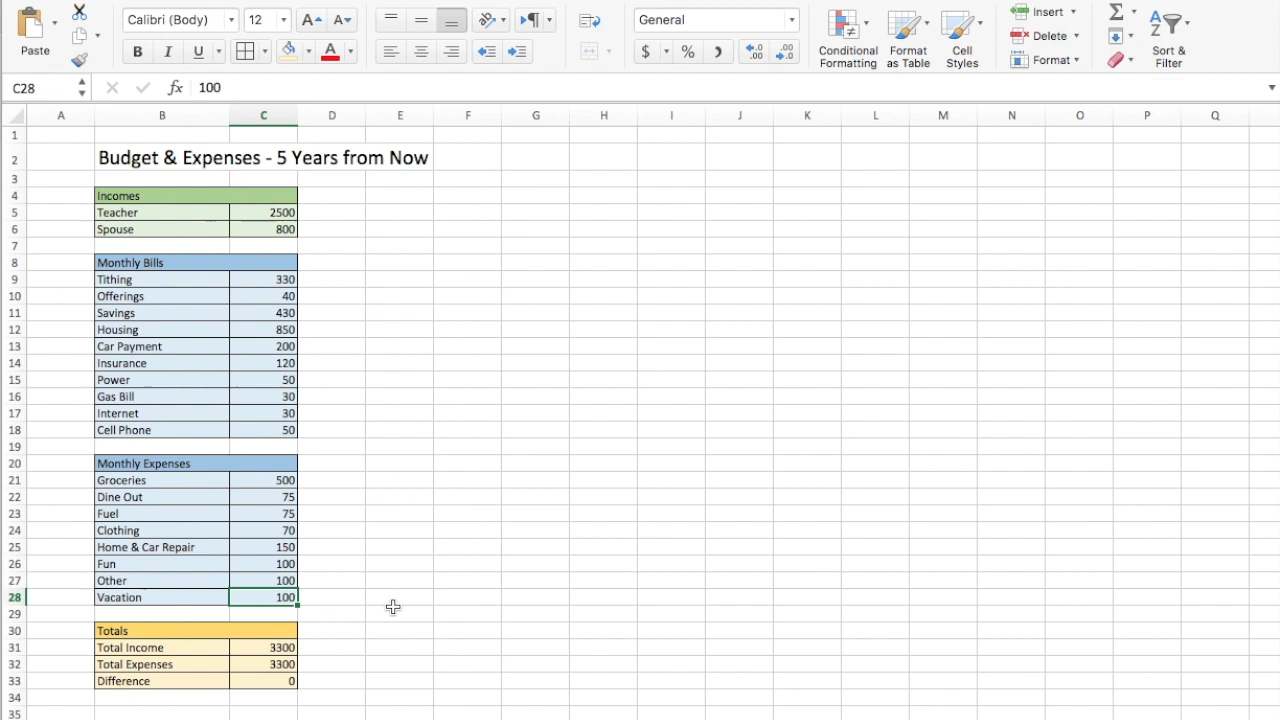 Calibri (Body) 12 A A General Insert
Paste B I U A $ % Conditional Formatting Format as Table Cell Styles Delete Format Σ A Z Sort & Filter
C28 fx 100
A B C D E F G H I J K L M N O P Q
1
2 Budget & Expenses - 5 Years from Now
3
4 Incomes
5 Teacher 2500
6 Spouse 800
7
8 Monthly Bills
9 Tithing 330
10 Offerings 40
11 Savings 430
12 Housing 850
13 Car Payment 200
14 Insurance 120
15 Power 50
16 Gas Bill 30
17 Internet 30
18 Cell Phone 50
19
20 Monthly Expenses
21 Groceries 500
22 Dine Out 75
23 Fuel 75
24 Clothing 70
25 Home & Car Repair 150
26 Fun 100
27 Other 100
28 Vacation 100
29
30 Totals
31 Total Income 3300
32 Total Expenses 3300
33 Difference 0
34
35